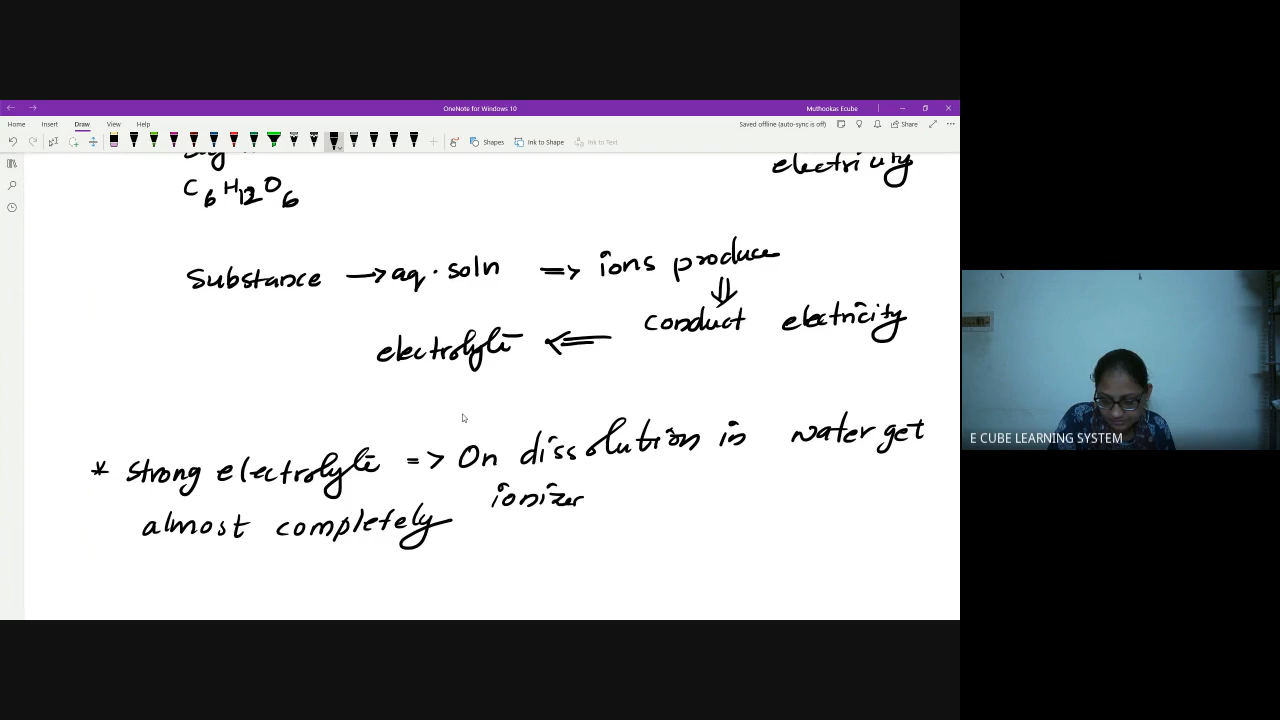 OneNote for Windows 10
Muthookas Ecube
Home Insert Draw View Help
Saved offline (auto-sync is off)
Share
Shapes
Ink to Shape
Ink to Text
electricity
C6H12O6
Substance → aq. soln => ions produce
⇓
conduct electricity
electrolyte <=
* strong electrolyte => On dissolution in water get
almost completely ionizer
E CUBE LEARNING SYSTEM